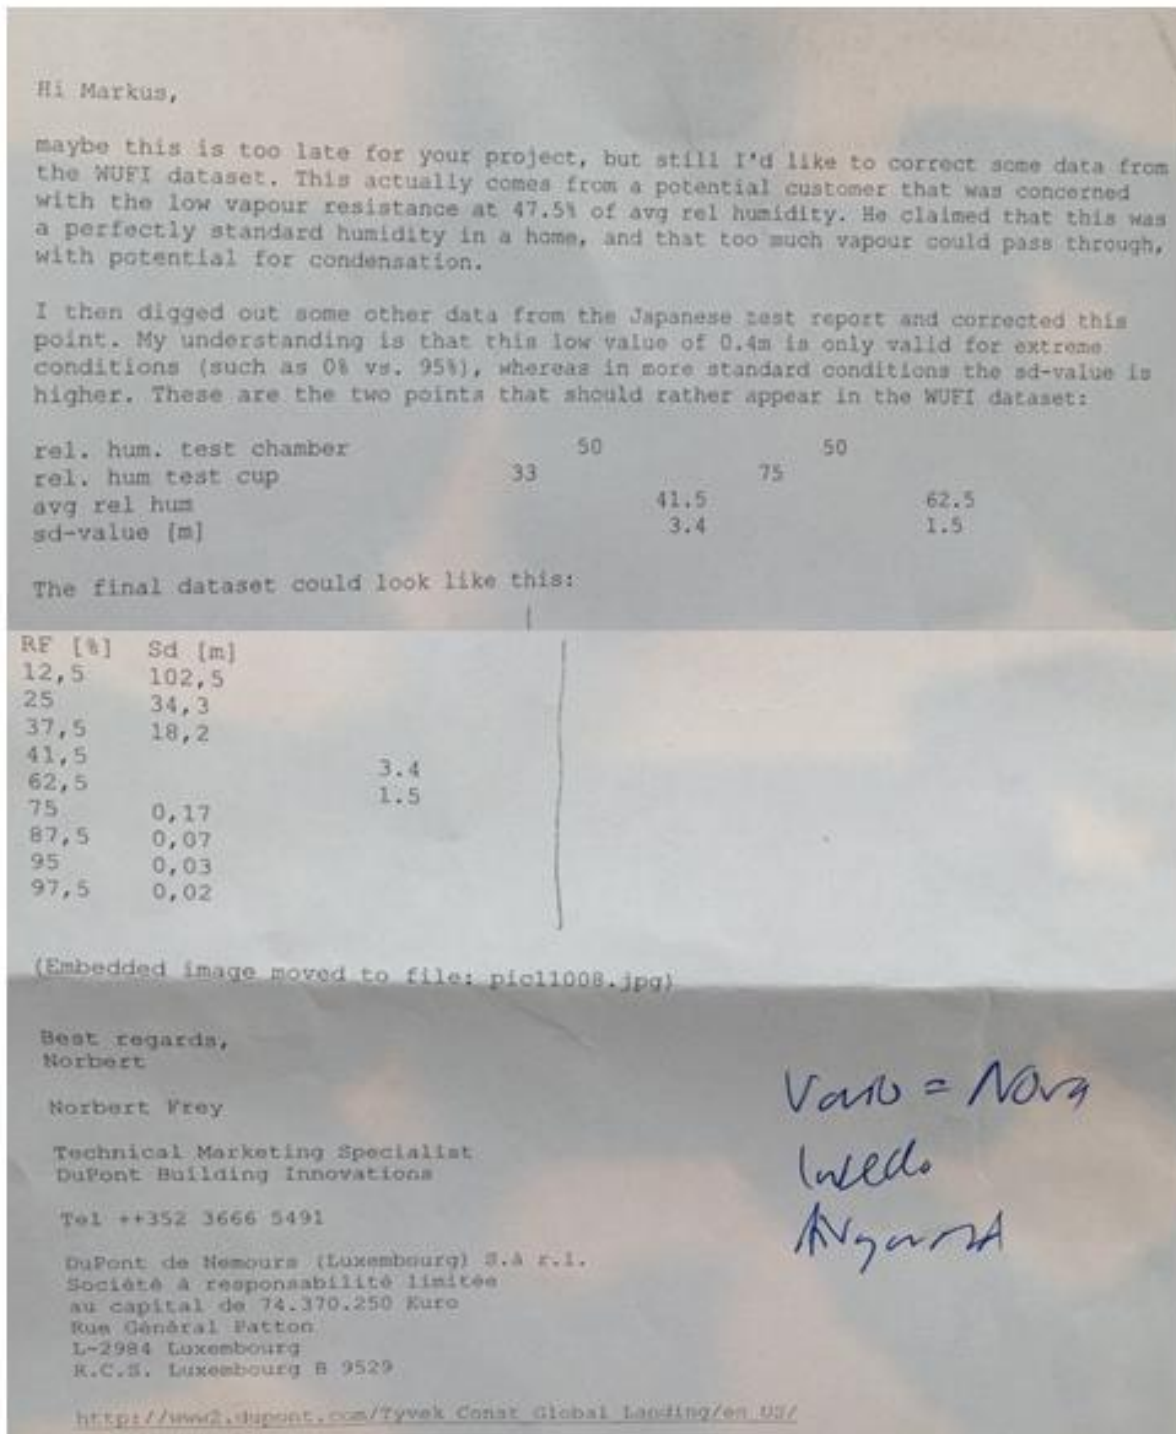 Hi Markus,
maybe this is too late for your project, but still I'd like to correct some data from
the WUFI dataset. This actually comes from a potential customer that was concerned
with the low vapour resistance at 47.5% of avg rel humidity. He claimed that this was
a perfectly standard humidity in a home, and that too much vapour could pass through,
with potential for condensation.
I then digged out some other data from the Japanese test report and corrected this
point. My understanding is that this low value of 0.4m is only valid for extreme
conditions (such as 0% vs. 95%), whereas in more standard conditions the sd-value is
higher. These are the two points that should rather appear in the WUFI dataset:
rel. hum. test chamber 50 50
rel. hum test cup 33 75
avg rel hum 41.5 62.5
sd-value [m] 3.4 1.5
The final dataset could look like this:
RF [%] Sd [m]
12,5 102,5
25 34,3
37,5 18,2
41,5 3.4
62,5 1.5
75 0,17
87,5 0,07
95 0,03
97,5 0,02
(Embedded image moved to file: pic11008.jpg)
Best regards,
Norbert
Norbert Frey
Technical Marketing Specialist
DuPont Building Innovations
Tel ++352 3666 5491
DuPont de Nemours (Luxembourg) S.à r.l.
Société à responsabilité limitée
au capital de 74.370.250 Euro
Rue Général Patton
L-2984 Luxembourg
R.C.S. Luxembourg B 9529
http://www2.dupont.com/Tyvek_Const_Global_Landing/en_US/
Vario = Nova